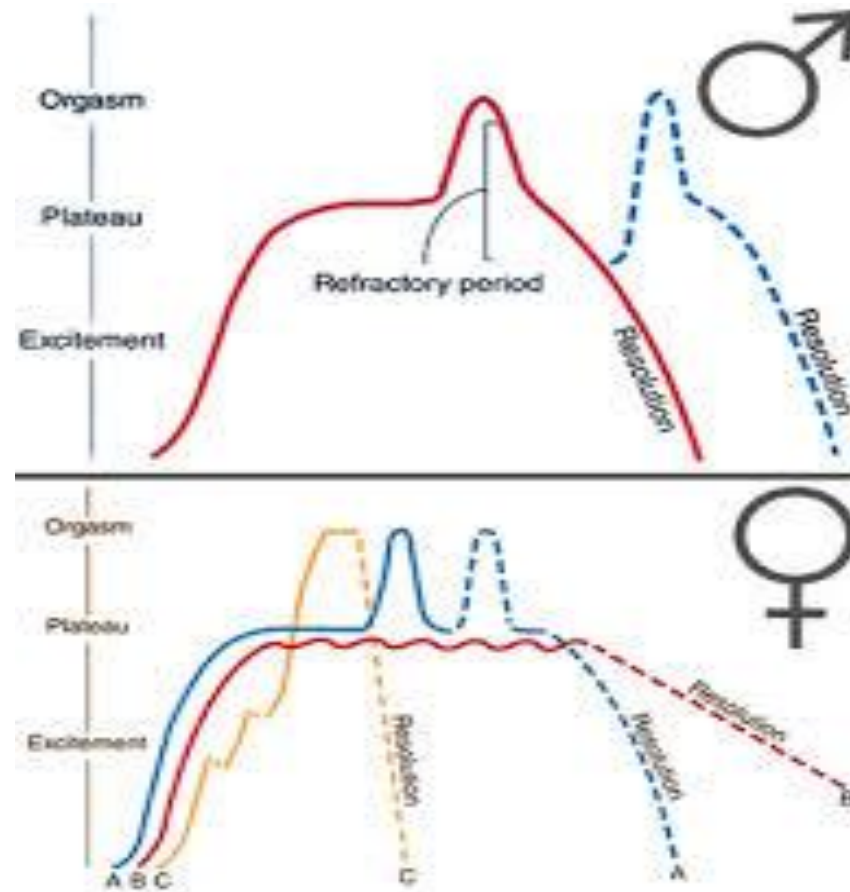 Orgasm
Plateau
Refractory period
Excitement
Resolution
Resolution
Orgasm
Plateau
Excitement
Resolution
Resolution
Resolution
B
A B C
C
A